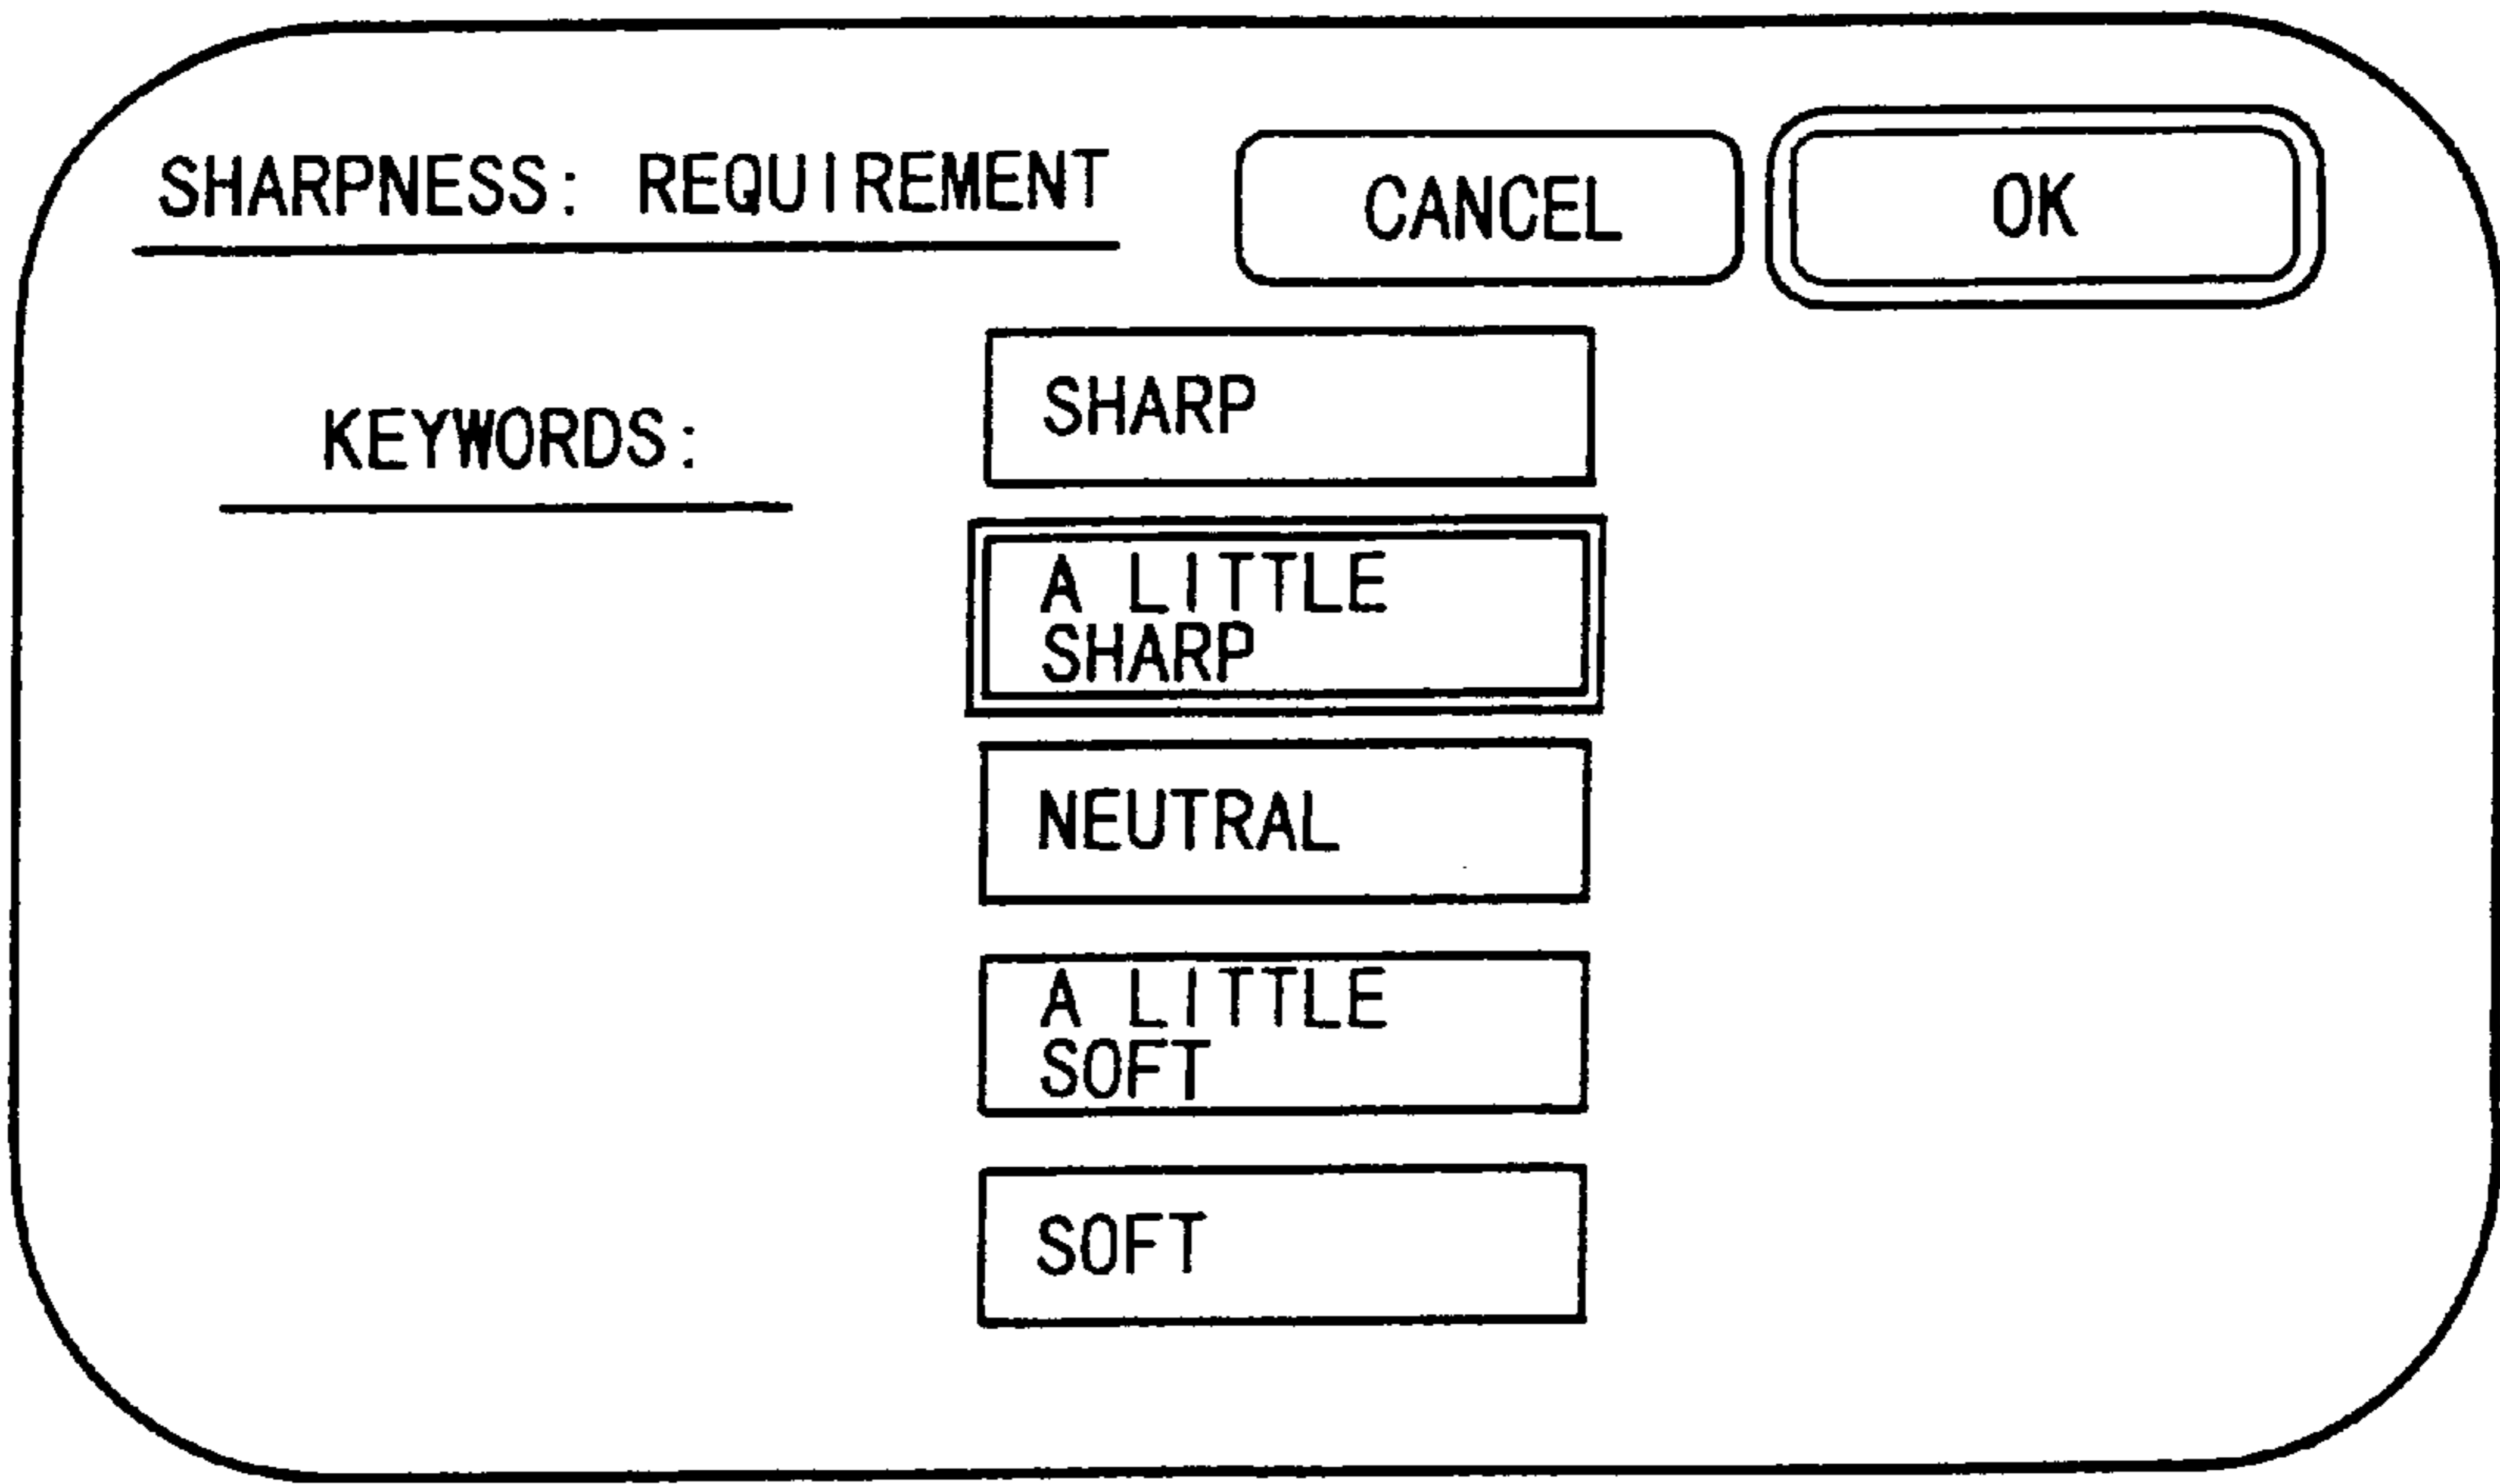 SHARPNESS: REQUIREMENT
CANCEL
OK
KEYWORDS:
SHARP
A LITTLE
SHARP
NEUTRAL
A LITTLE
SOFT
SOFT